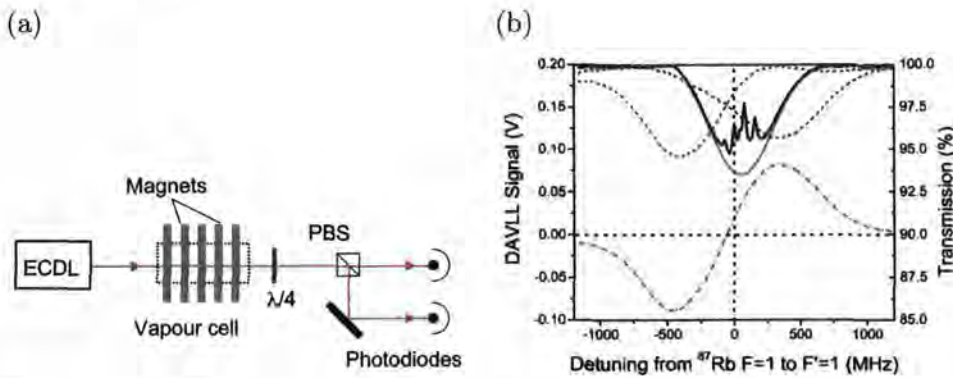 (a)
Magnets
ECDL
Vapour cell
λ/4
PBS
Photodiodes
(b)
DAVLL Signal (V)
0.20
0.15
0.10
0.05
0.00
-0.05
-0.10
-1000 -500 0 500 1000
Detuning from ⁸⁷Rb F=1 to F'=1 (MHz)
100.0
97.5
95.0
92.5
90.0
87.5
85.0
Transmission (%)